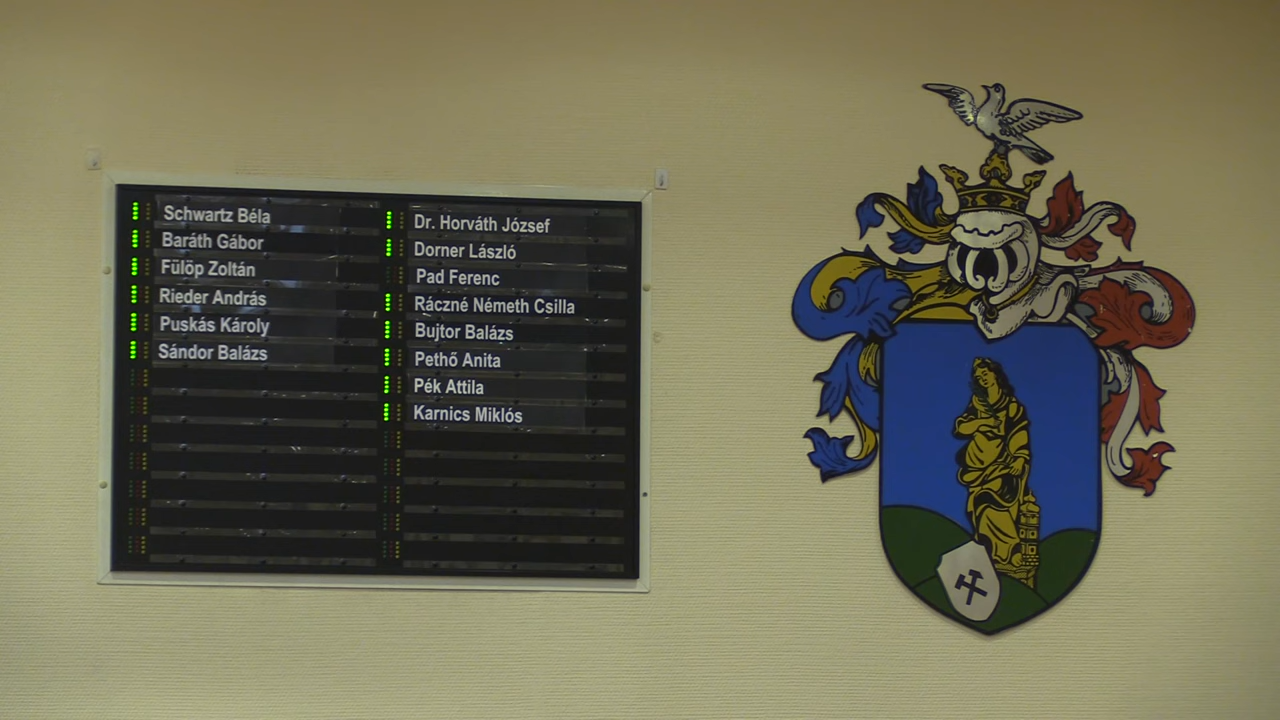 Schwartz Béla
Baráth Gábor
Fülöp Zoltán
Rieder András
Puskás Károly
Sándor Balázs
Dr. Horváth József
Dorner László
Pad Ferenc
Ráczné Németh Csilla
Bujtor Balázs
Pethő Anita
Pék Attila
Karnics Miklós